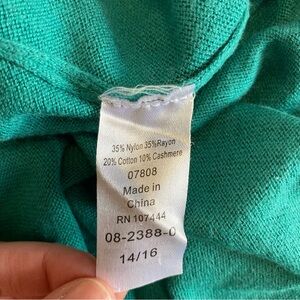 35% Nylon 35%Rayon
20% Cotton 10% Cashmere
07808
Made in
China
RN 107444
08-2388-0
14/16